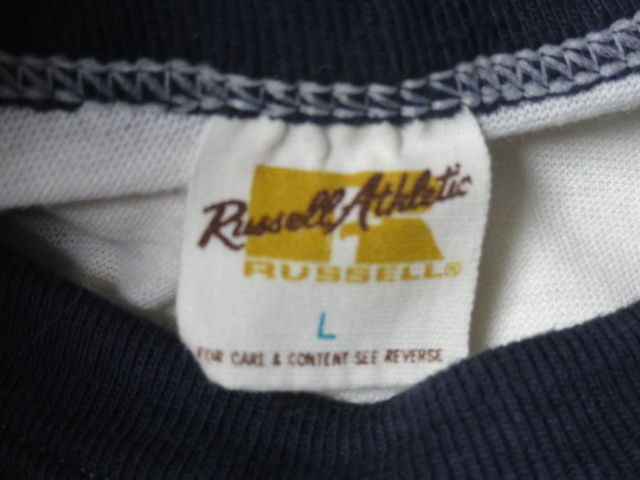 Russell Athletic
RUSSELL®
L
FOR CARE & CONTENT SEE REVERSE